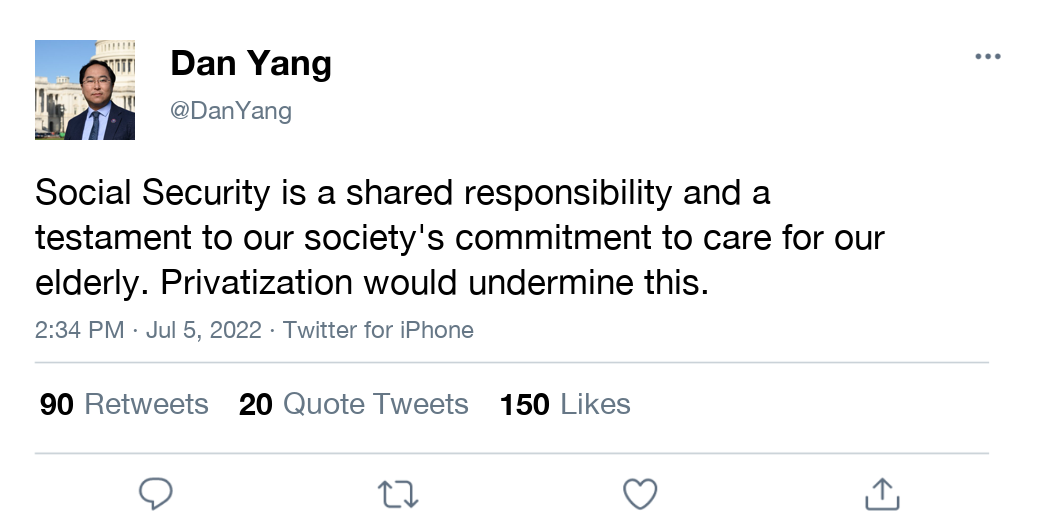 Dan Yang
@DanYang
Social Security is a shared responsibility and a
testament to our society's commitment to care for our
elderly. Privatization would undermine this.
2:34 PM · Jul 5, 2022 · Twitter for iPhone
90 Retweets 20 Quote Tweets 150 Likes